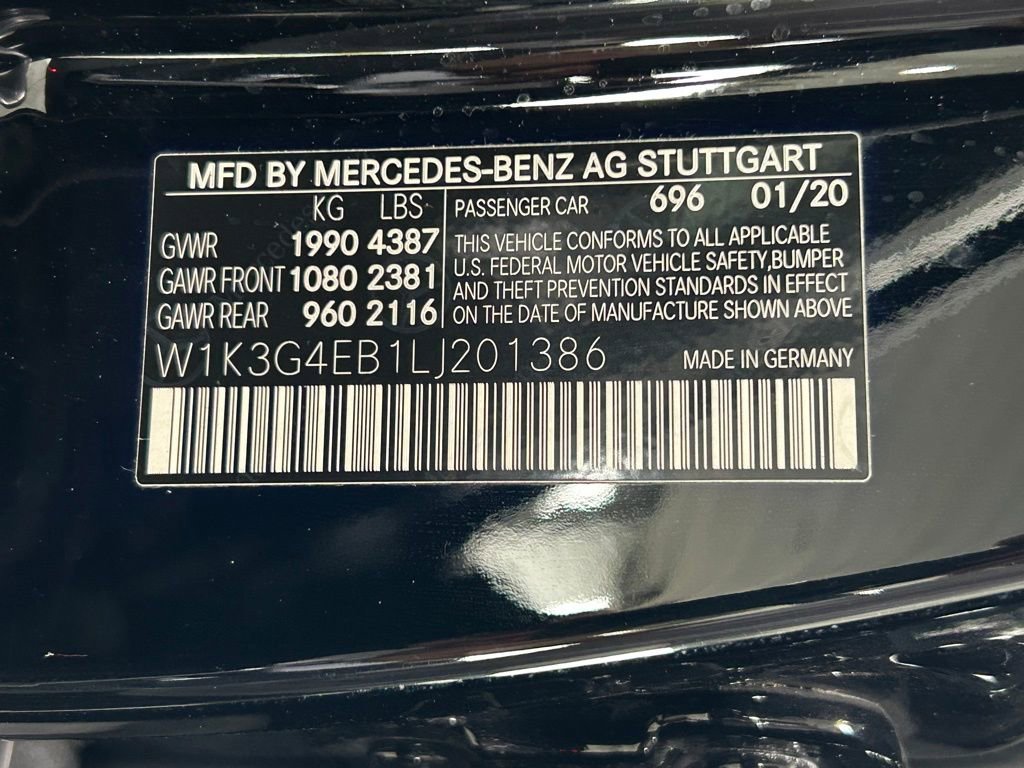 MFD BY MERCEDES-BENZ AG STUTTGART
KG LBS
GVWR 1990 4387
GAWR FRONT 1080 2381
GAWR REAR 960 2116
PASSENGER CAR 696 01/20
THIS VEHICLE CONFORMS TO ALL APPLICABLE
U.S. FEDERAL MOTOR VEHICLE SAFETY,BUMPER
AND THEFT PREVENTION STANDARDS IN EFFECT
ON THE DATE OF MANUFACTURE SHOWN ABOVE
W1K3G4EB1LJ201386 MADE IN GERMANY